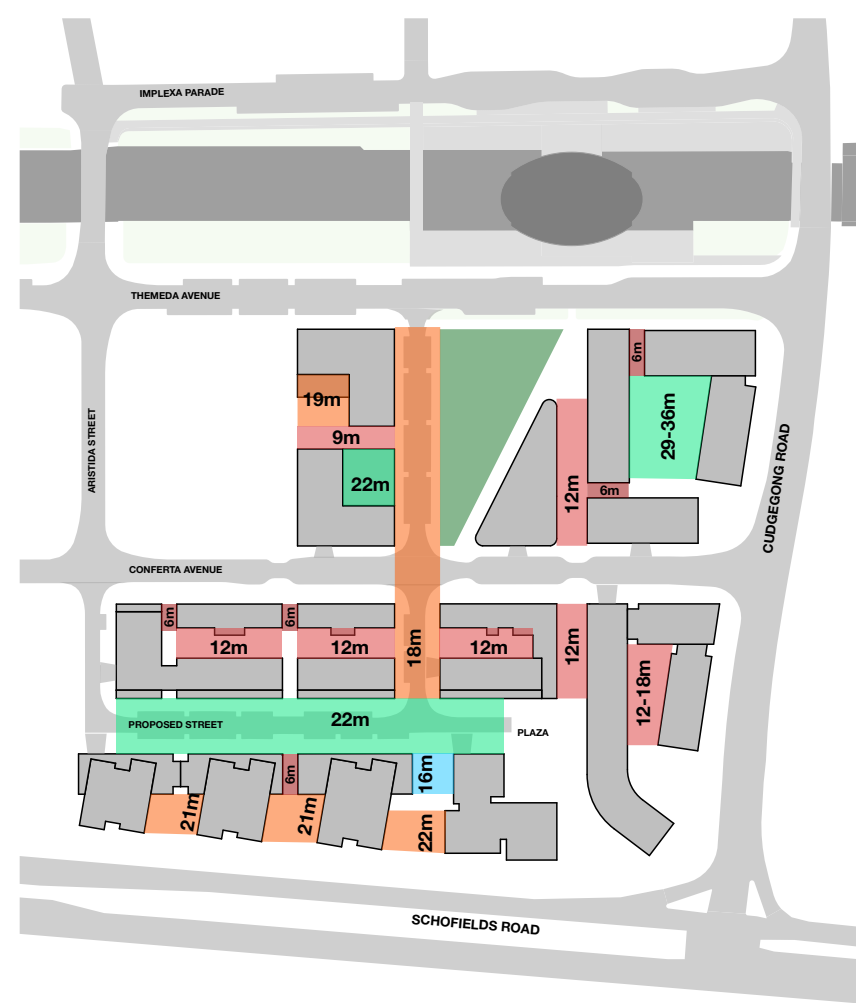 IMPLEXA PARADE
THEMEDA AVENUE
6m
19m
ARISTIDA STREET
29-36m
9m
CUDGEGONG ROAD
22m
12m
6m
CONFERTA AVENUE
6m
6m
12m
12m
18m
12m
12m
12-18m
22m
PROPOSED STREET
PLAZA
6m
16m
21m
21m
22m
SCHOFIELDS ROAD